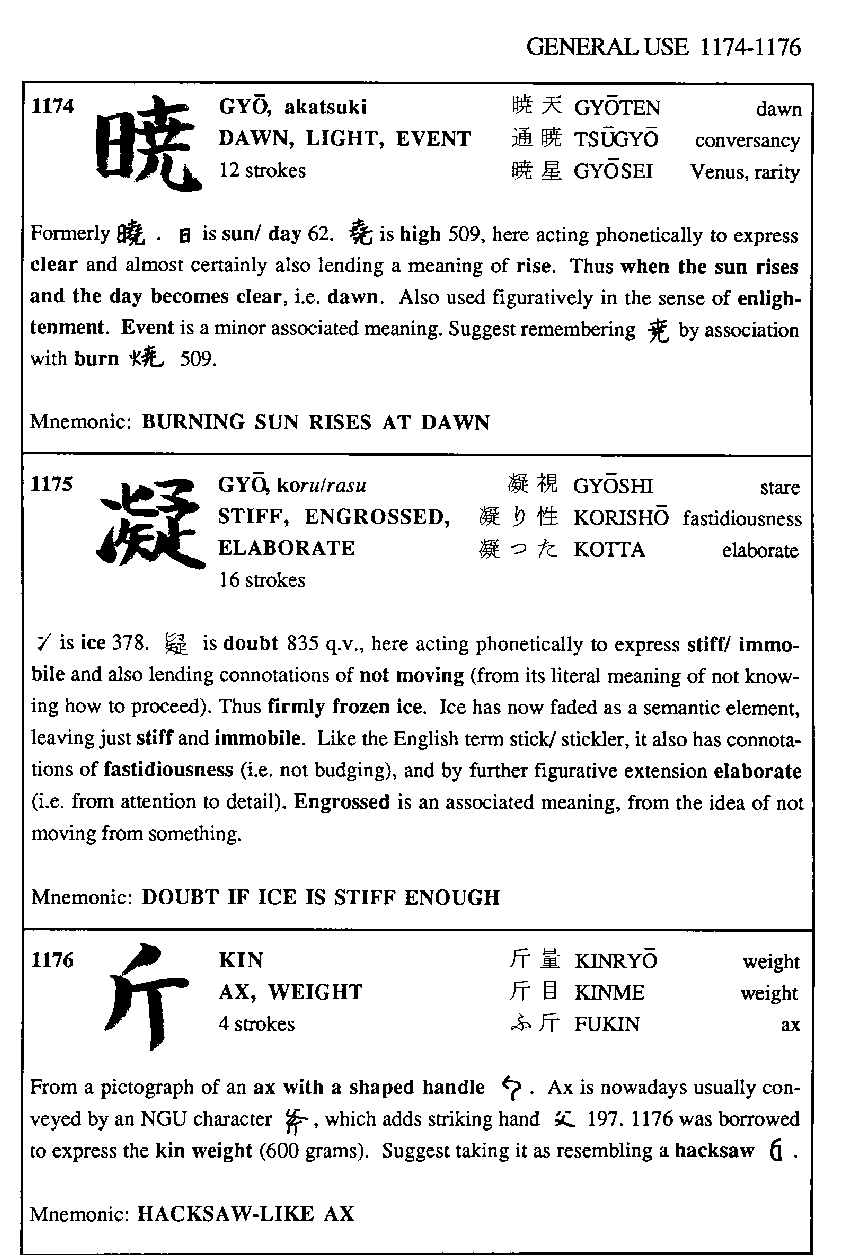 GENERAL USE 1174-1176
1174 暁 GYŌ, akatsuki 暁天 GYŌTEN dawn
DAWN, LIGHT, EVENT 通暁 TSŪGYŌ conversancy
12 strokes 暁星 GYŌSEI Venus, rarity
Formerly 曉 . 日 is sun/ day 62. 堯 is high 509, here acting phonetically to express
clear and almost certainly also lending a meaning of rise. Thus when the sun rises
and the day becomes clear, i.e. dawn. Also used figuratively in the sense of enligh-
tenment. Event is a minor associated meaning. Suggest remembering 尭 by association
with burn 焼 509.
Mnemonic: BURNING SUN RISES AT DAWN
1175 凝 GYŌ, koru/rasu 凝視 GYŌSHI stare
STIFF, ENGROSSED, 凝り性 KORISHŌ fastidiousness
ELABORATE 凝った KOTTA elaborate
16 strokes
冫 is ice 378. 疑 is doubt 835 q.v., here acting phonetically to express stiff/ immo-
bile and also lending connotations of not moving (from its literal meaning of not know-
ing how to proceed). Thus firmly frozen ice. Ice has now faded as a semantic element,
leaving just stiff and immobile. Like the English term stick/ stickler, it also has connota-
tions of fastidiousness (i.e. not budging), and by further figurative extension elaborate
(i.e. from attention to detail). Engrossed is an associated meaning, from the idea of not
moving from something.
Mnemonic: DOUBT IF ICE IS STIFF ENOUGH
1176 斤 KIN 斤量 KINRYŌ weight
AX, WEIGHT 斤目 KINME weight
4 strokes ふ斤 FUKIN ax
From a pictograph of an ax with a shaped handle . Ax is nowadays usually con-
veyed by an NGU character 斧, which adds striking hand 父 197. 1176 was borrowed
to express the kin weight (600 grams). Suggest taking it as resembling a hacksaw .
Mnemonic: HACKSAW-LIKE AX